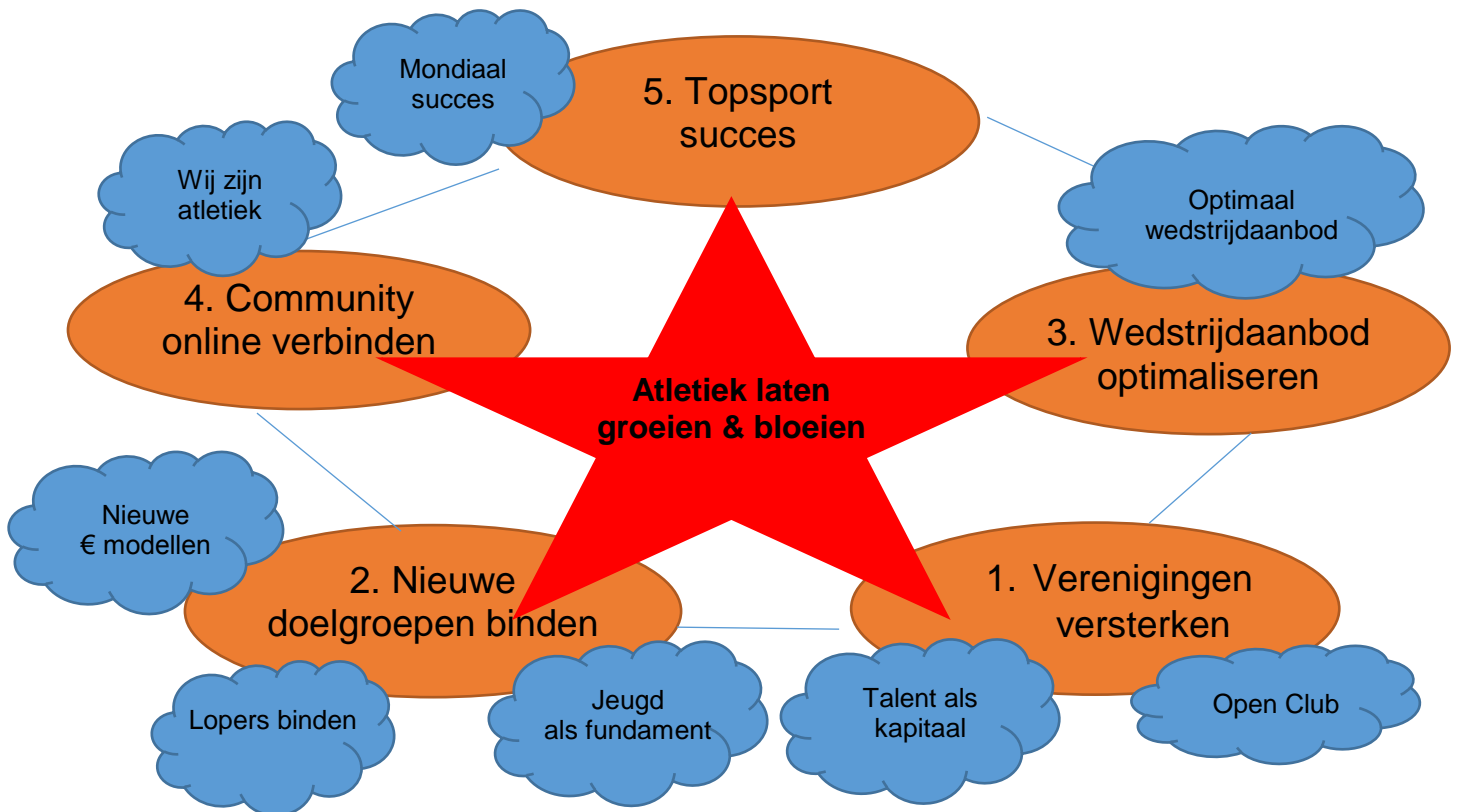 Mondiaal
succes
5. Topsport
succes
Wij zijn
atletiek
Optimaal
wedstrijdaanbod
4. Community
online verbinden
3. Wedstrijdaanbod
optimaliseren
Atletiek laten
groeien & bloeien
Nieuwe
€ modellen
2. Nieuwe
doelgroepen binden
1. Verenigingen
versterken
Lopers binden
Jeugd
als fundament
Talent als
kapitaal
Open Club